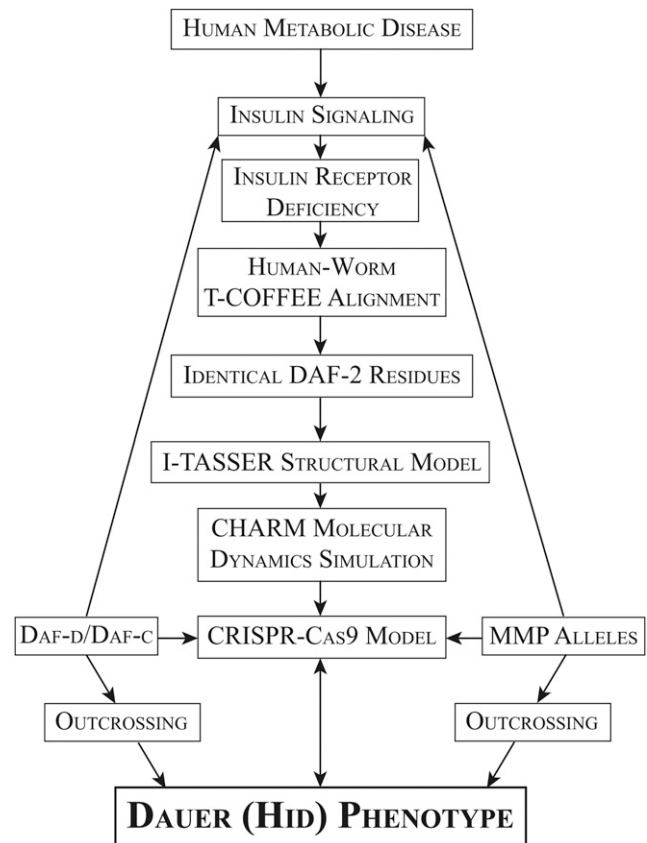 HUMAN METABOLIC DISEASE
INSULIN SIGNALING
INSULIN RECEPTOR
DEFICIENCY
HUMAN-WORM
T-COFFEE ALIGNMENT
IDENTICAL DAF-2 RESIDUES
I-TASSER STRUCTURAL MODEL
CHARM MOLECULAR
DYNAMICS SIMULATION
DAF-D/DAF-C
CRISPR-CAS9 MODEL
MMP ALLELES
OUTCROSSING
OUTCROSSING
DAUER (HID) PHENOTYPE